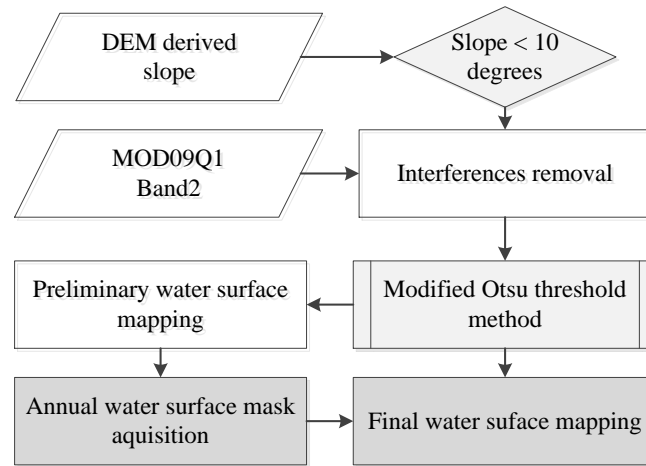 DEM derived
slope
Slope < 10
degrees
MOD09Q1
Band2
Interferences removal
Preliminary water surface
mapping
Modified Otsu threshold
method
Annual water surface mask
aquisition
Final water suface mapping